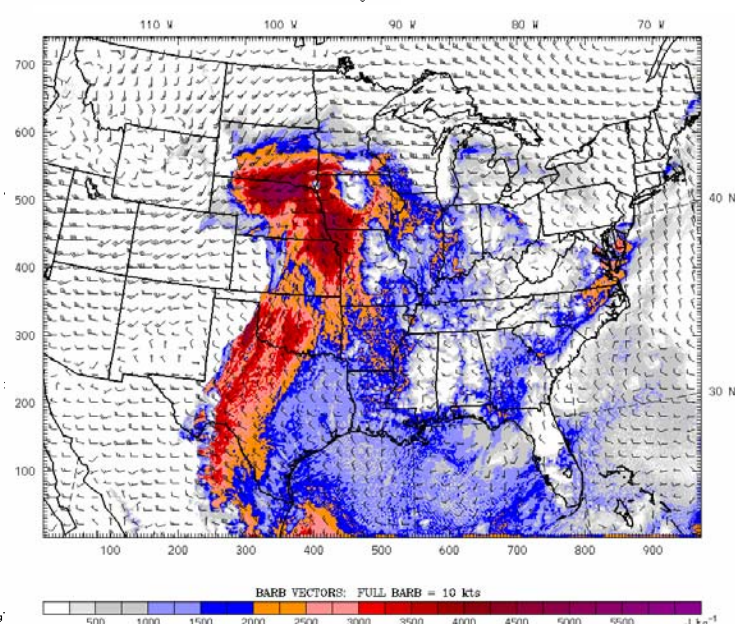 110 W 100 W 90 W 80 W 70 W
700
600
500 40 N
400
300
200 30 N
100
100 200 300 400 500 600 700 800 900
BARB VECTORS: FULL BARB = 10 kts
500 1000 1500 2000 2500 3000 3500 4000 4500 5000 5500 J kg⁻¹